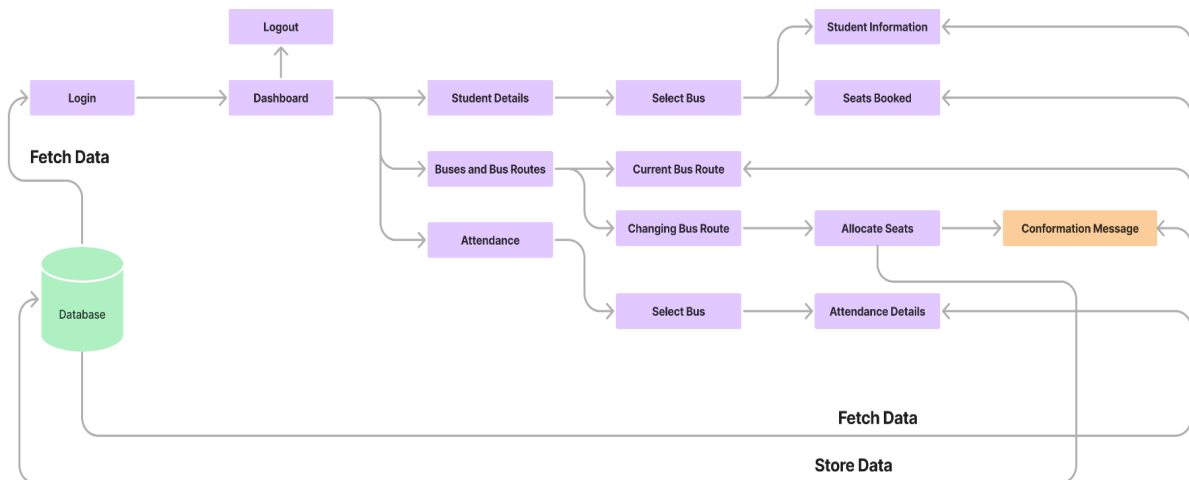 Logout
Student Information
Login
Dashboard
Student Details
Select Bus
Seats Booked
Fetch Data
Buses and Bus Routes
Current Bus Route
Attendance
Changing Bus Route
Allocate Seats
Conformation Message
Database
Select Bus
Attendance Details
Fetch Data
Store Data